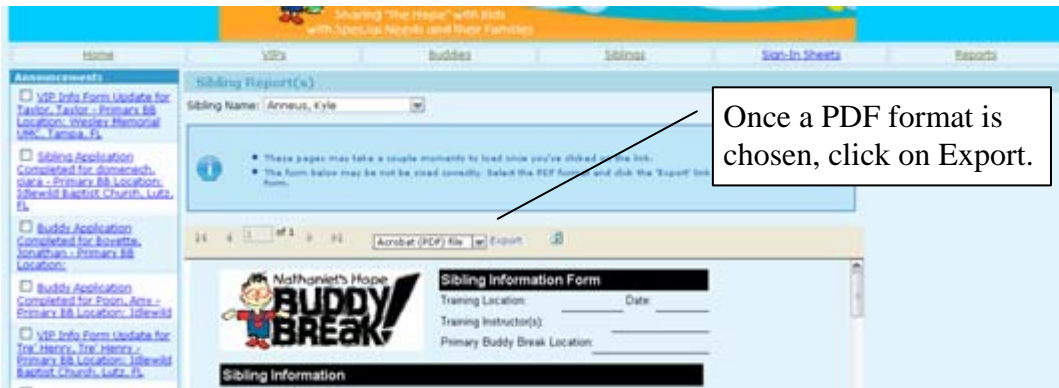 Sharing "the Hope" with Kids
with Special Needs and their Families
Home VIPs Buddies Siblings Sign-In Sheets Reports
Announcements
VIP Info Form Update for
Taylor, Taylor - Primary BB
Location: Wesley Memorial
UMC, Tampa, FL
Sibling Application
Completed for domenech,
ciara - Primary BB Location:
Idlewild Baptist Church, Lutz,
FL
Buddy Application
Completed for Boyette,
Jonathan - Primary BB
Location:
Buddy Application
Completed for Poon, Amy -
Primary BB Location: Idlewild
VIP Info Form Update for
Tre' Henry, Tre' Henry -
Primary BB Location: Idlewild
Baptist Church, Lutz, FL
Sibling Report(s)
Sibling Name: Anneus, Kyle
These pages may take a couple moments to load once you've clicked on the link.
The form below may be not be sized correctly. Select the PDF format and click the 'Export' link
form.
Once a PDF format is
chosen, click on Export.
1 of 1 Acrobat (PDF) file Export
Nathaniel's Hope
BUDDY
BREAK!
Sibling Information Form
Training Location: Date:
Training Instructor(s):
Primary Buddy Break Location:
Sibling Information